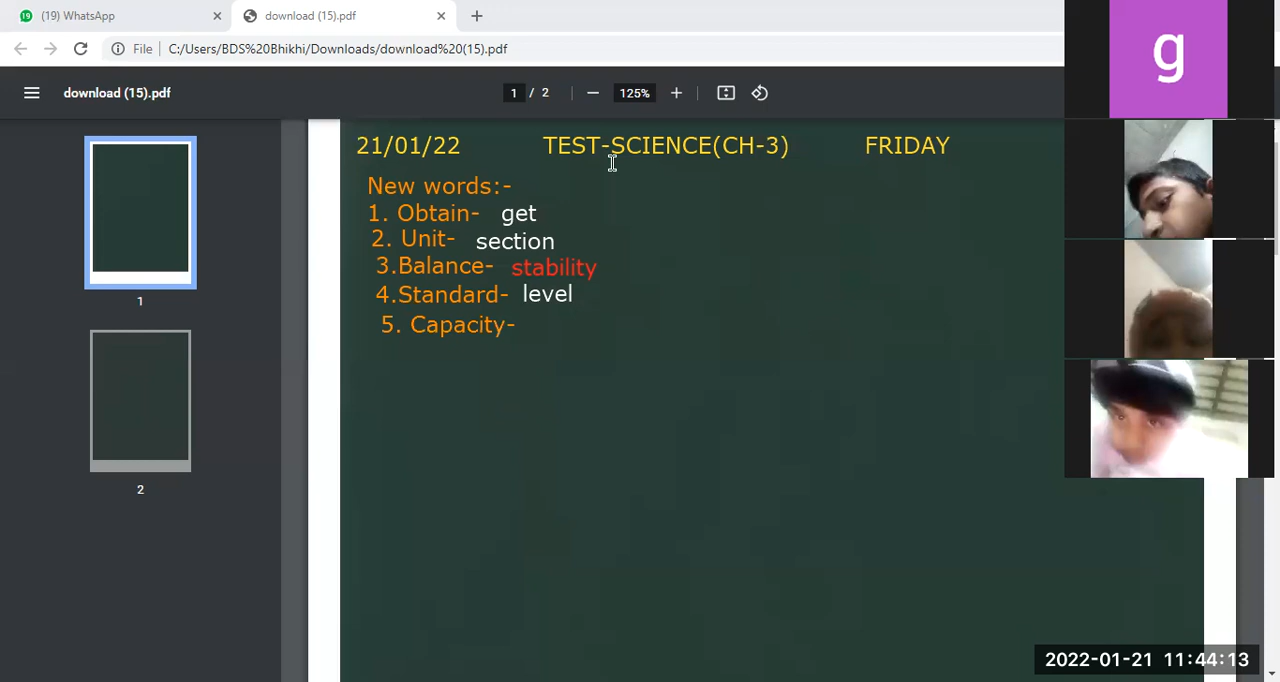 (19) WhatsApp
download (15).pdf
File
C:/Users/BDS%20Bhikhi/Downloads/download%20(15).pdf
download (15).pdf
1 / 2
125%
g
21/01/22 TEST-SCIENCE(CH-3) FRIDAY
New words:-
1. Obtain- get
2. Unit- section
3.Balance- stability
4.Standard- level
5. Capacity-
1
2
2022-01-21 11:44:13